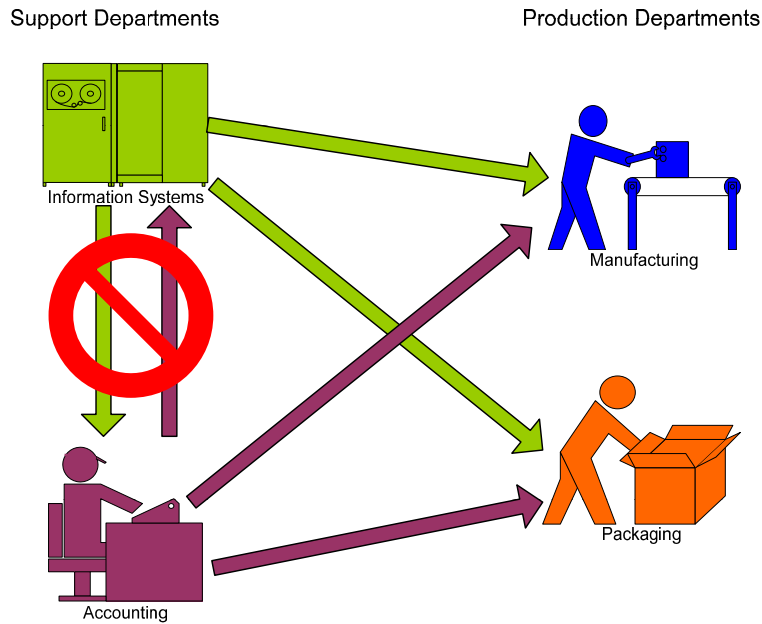 Support Departments
Production Departments
Information Systems
Manufacturing
Packaging
Accounting